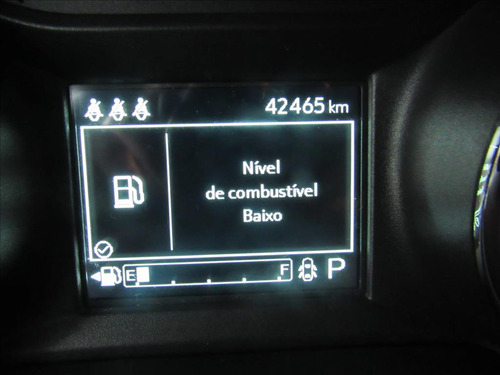 42465 km
Nível
de combustível
Baixo
E F P